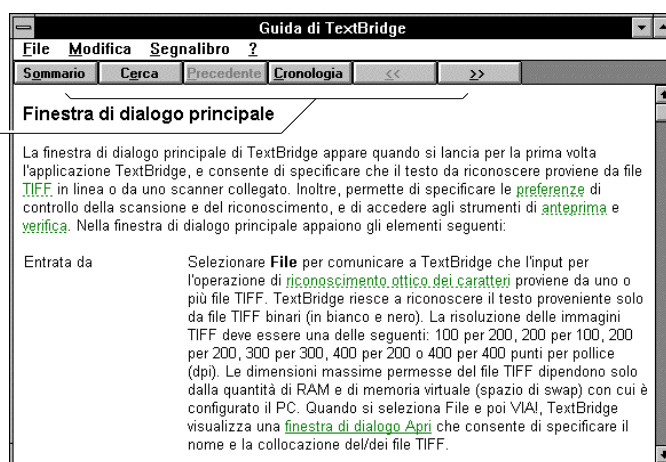 Guida di TextBridge
File Modifica Segnalibro ?
Sommario Cerca Precedente Cronologia << >>
Finestra di dialogo principale
La finestra di dialogo principale di TextBridge appare quando si lancia per la prima volta
l'applicazione TextBridge, e consente di specificare che il testo da riconoscere proviene da file
TIFF in linea o da uno scanner collegato. Inoltre, permette di specificare le preferenze di
controllo della scansione e del riconoscimento, e di accedere agli strumenti di anteprima e
verifica. Nella finestra di dialogo principale appaiono gli elementi seguenti:
Entrata da Selezionare File per comunicare a TextBridge che l'input per
l'operazione di riconoscimento ottico dei caratteri proviene da uno o
più file TIFF. TextBridge riesce a riconoscere il testo proveniente solo
da file TIFF binari (in bianco e nero). La risoluzione delle immagini
TIFF deve essere una delle seguenti: 100 per 200, 200 per 100, 200
per 200, 300 per 300, 400 per 200 o 400 per 400 punti per pollice
(dpi). Le dimensioni massime permesse del file TIFF dipendono solo
dalla quantità di RAM e di memoria virtuale (spazio di swap) con cui è
configurato il PC. Quando si seleziona File e poi VIA!, TextBridge
visualizza una finestra di dialogo Apri che consente di specificare il
nome e la collocazione del/dei file TIFF.